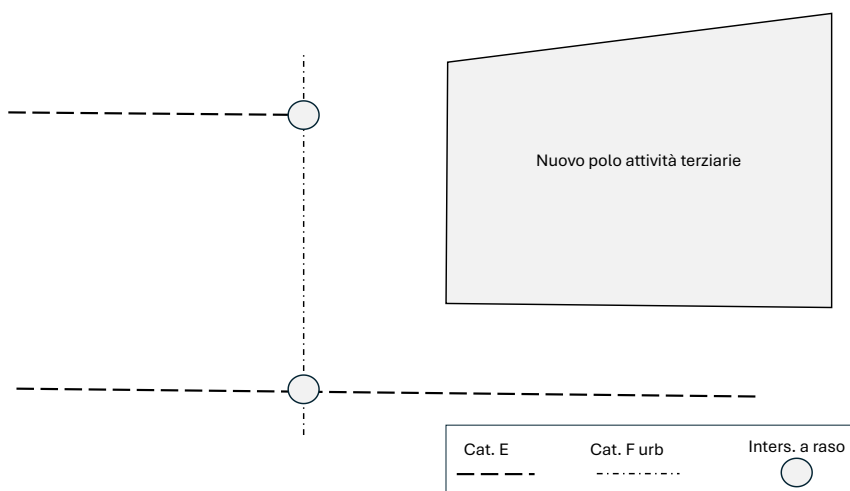 Nuovo polo attività terziarie
Cat. E
Cat. F urb
Inters. a raso